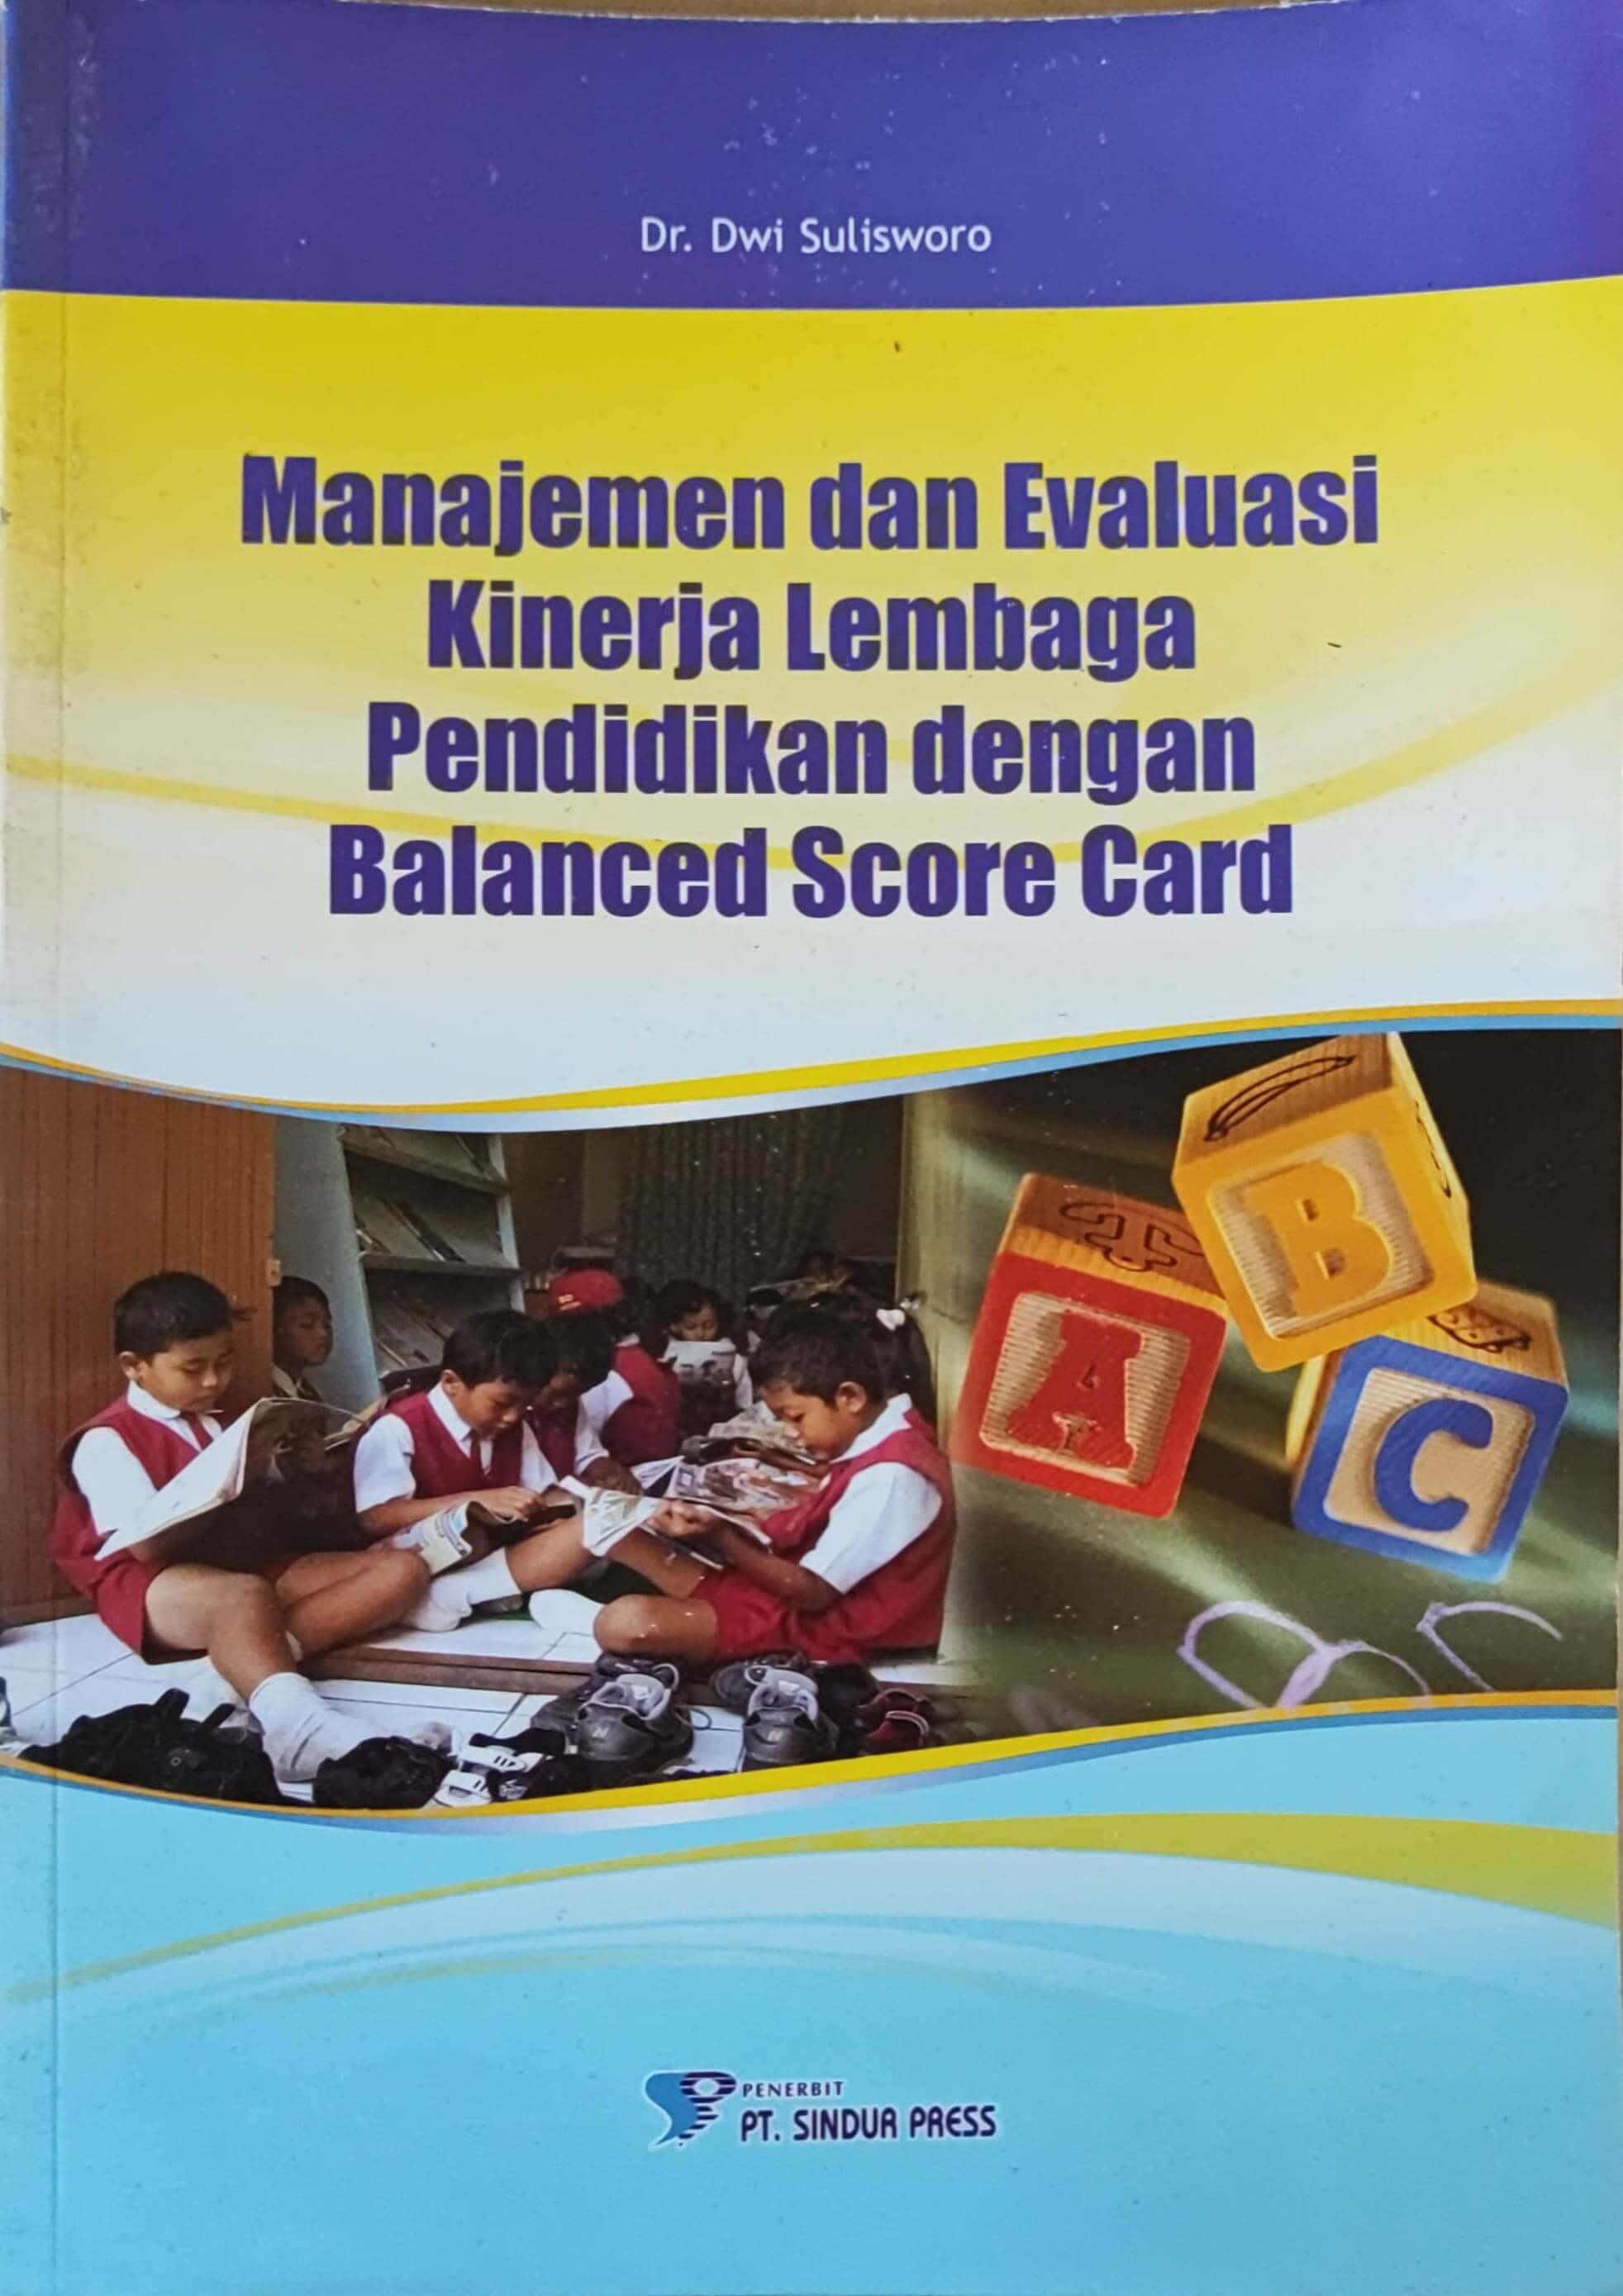 Dr. Dwi Sulisworo
Manajemen dan Evaluasi
Kinerja Lembaga
Pendidikan dengan
Balanced Score Card
B
A
C
PENERBIT
PT. SINDUR PRESS